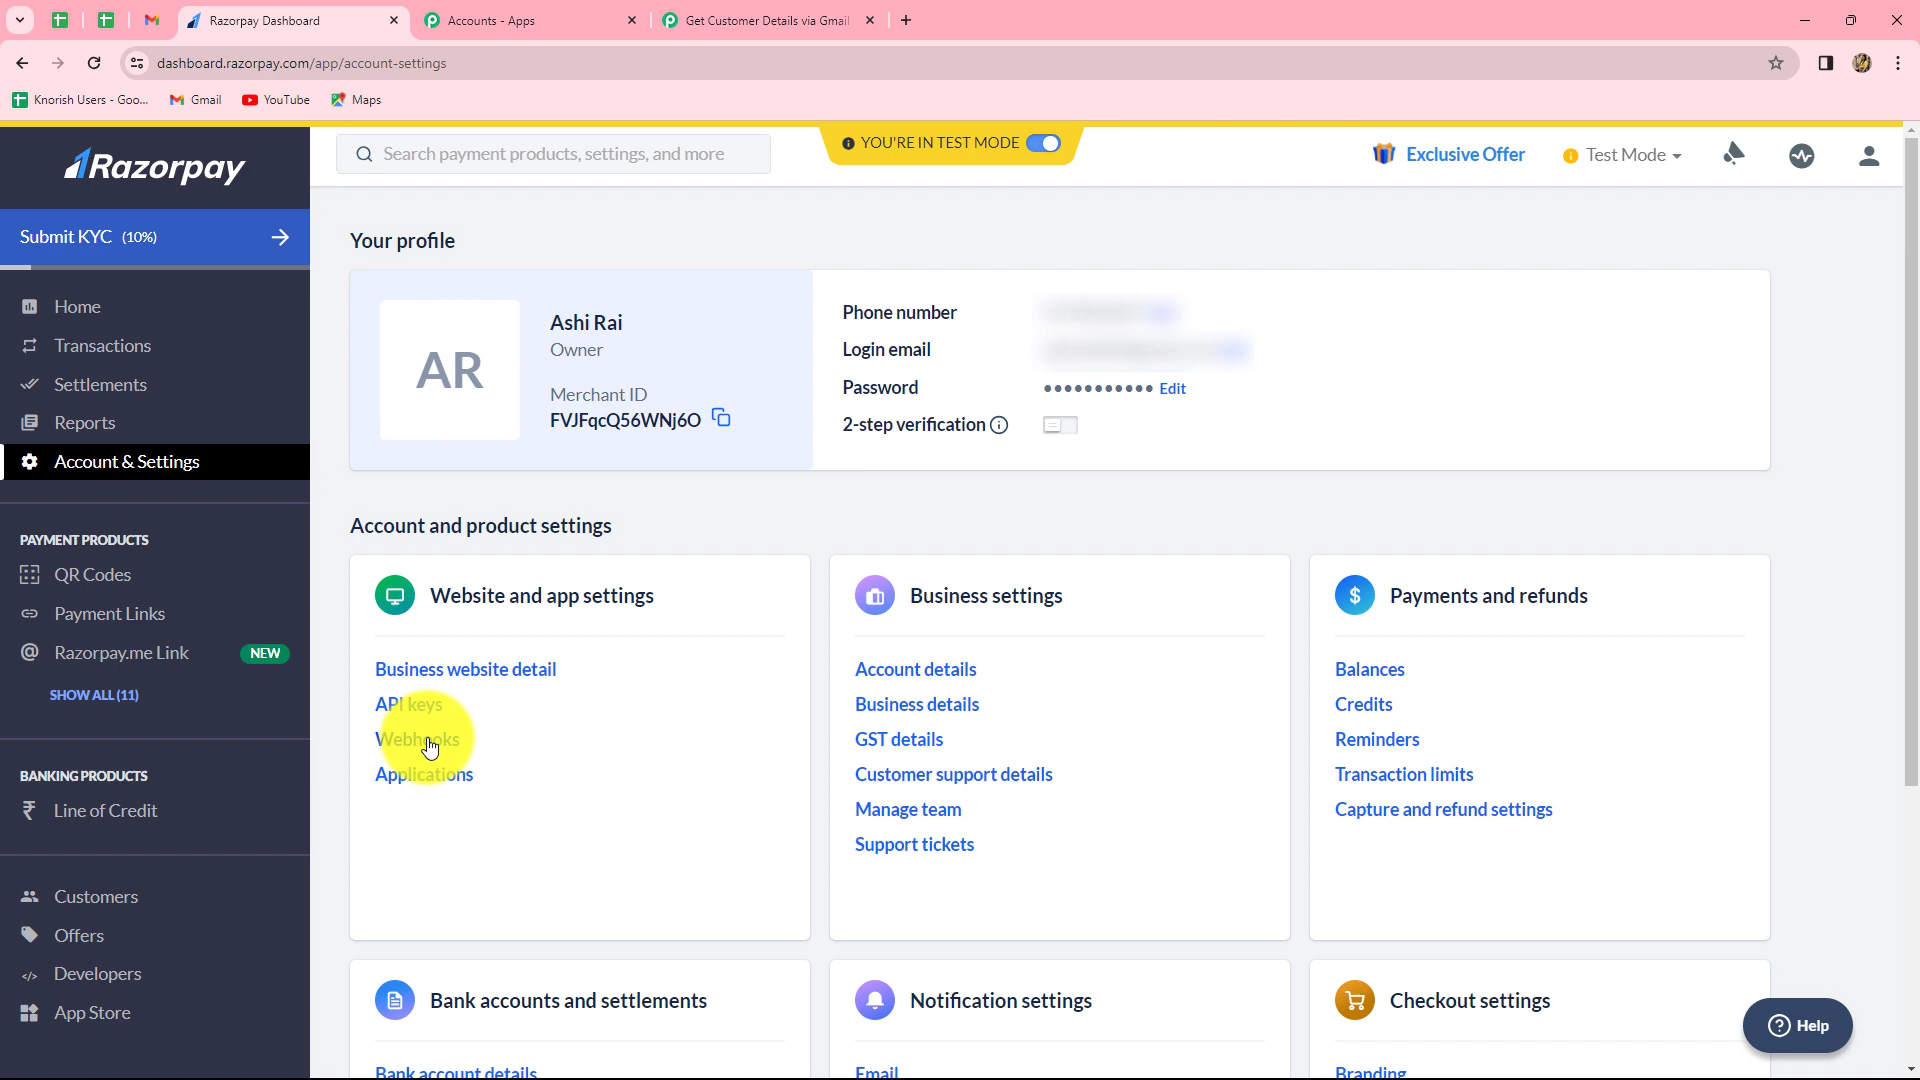 Razorpay Dashboard
Accounts - Apps
Get Customer Details via Gmail
dashboard.razorpay.com/app/account-settings
Knorish Users - Goo...
Gmail
YouTube
Maps
Razorpay
Search payment products, settings, and more
YOU'RE IN TEST MODE
Exclusive Offer
Test Mode
Submit KYC (10%)
Home
Transactions
Settlements
Reports
Account & Settings
PAYMENT PRODUCTS
QR Codes
Payment Links
Razorpay.me Link NEW
SHOW ALL (11)
BANKING PRODUCTS
Line of Credit
Customers
Offers
Developers
App Store
Your profile
AR
Ashi Rai
Owner
Merchant ID
FVJFqcQ56WNj6O
Phone number
Login email
Password •••••••••••• Edit
2-step verification
Account and product settings
Website and app settings
Business website detail
API keys
Webhooks
Applications
Business settings
Account details
Business details
GST details
Customer support details
Manage team
Support tickets
Payments and refunds
Balances
Credits
Reminders
Transaction limits
Capture and refund settings
Bank accounts and settlements
Bank account details
Notification settings
Email
Checkout settings
Branding
Help